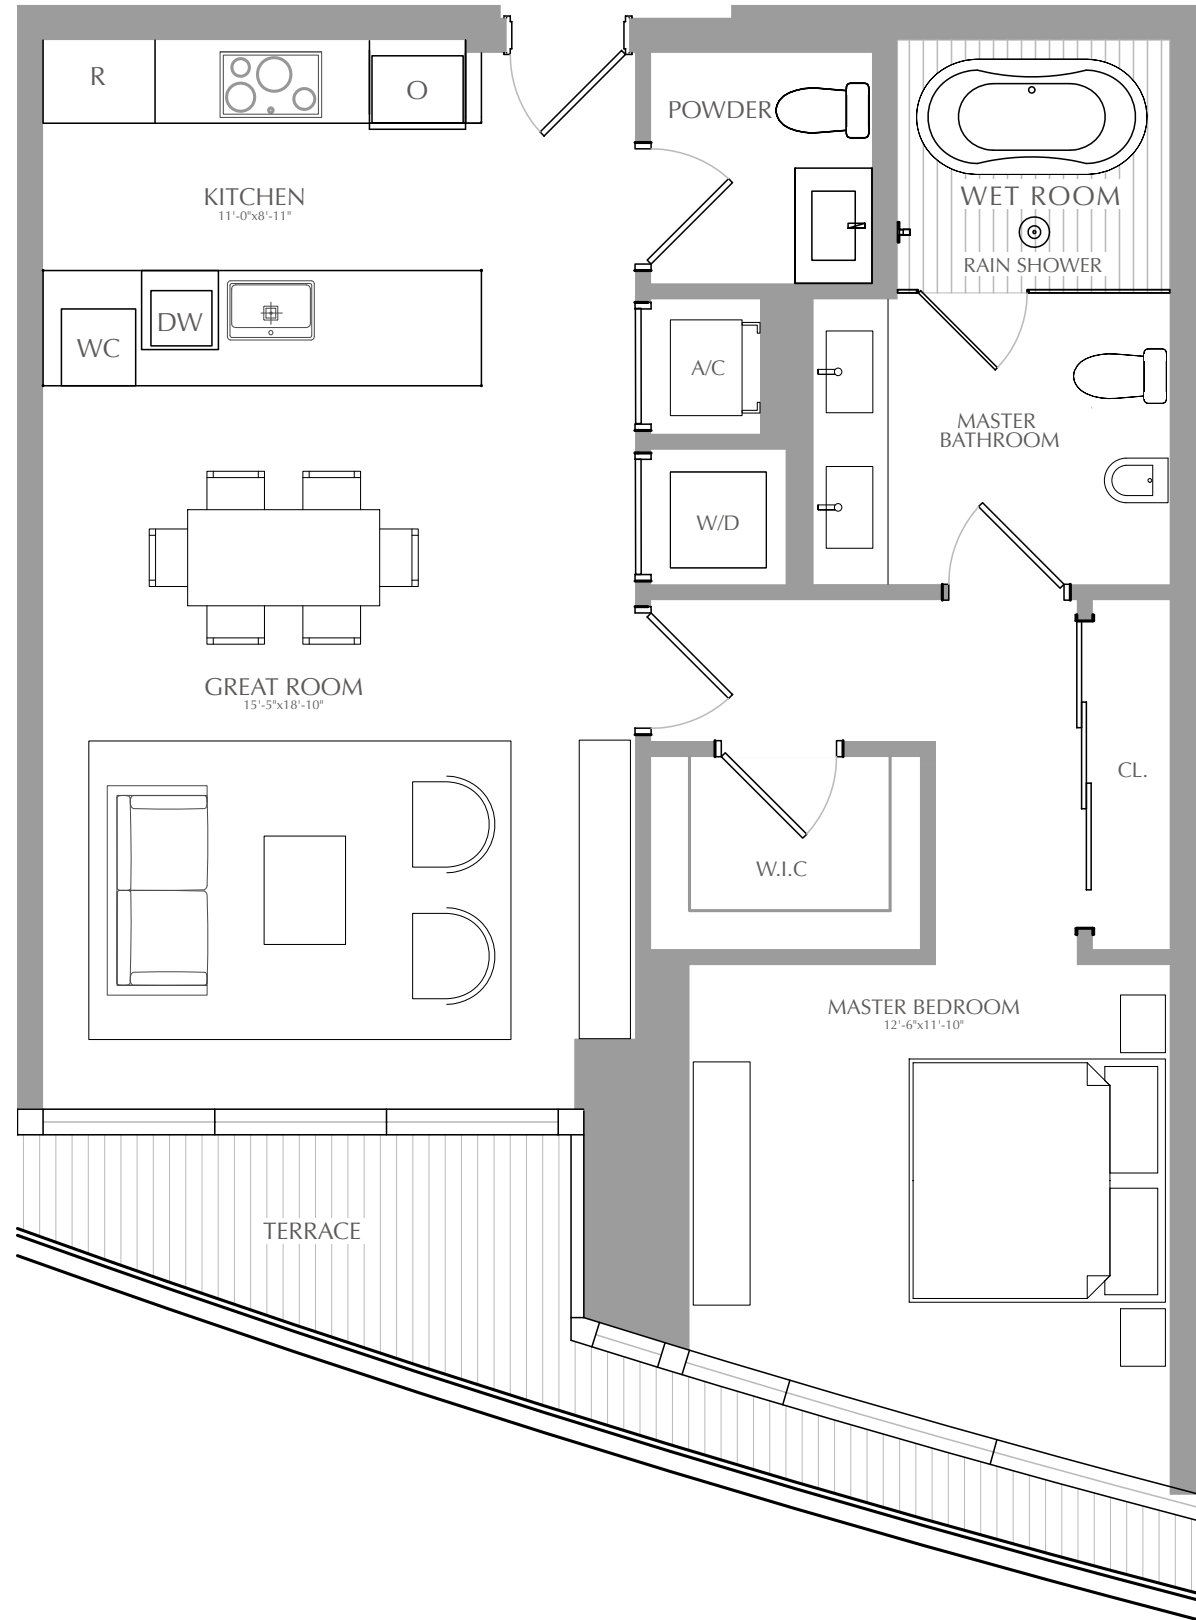 R
O
POWDER
KITCHEN
11'-0"x8'-11"
WET ROOM
RAIN SHOWER
DW
WC
A/C
MASTER
BATHROOM
W/D
GREAT ROOM
15'-5"x18'-10"
CL.
W.I.C
MASTER BEDROOM
12'-6"x11'-10"
TERRACE